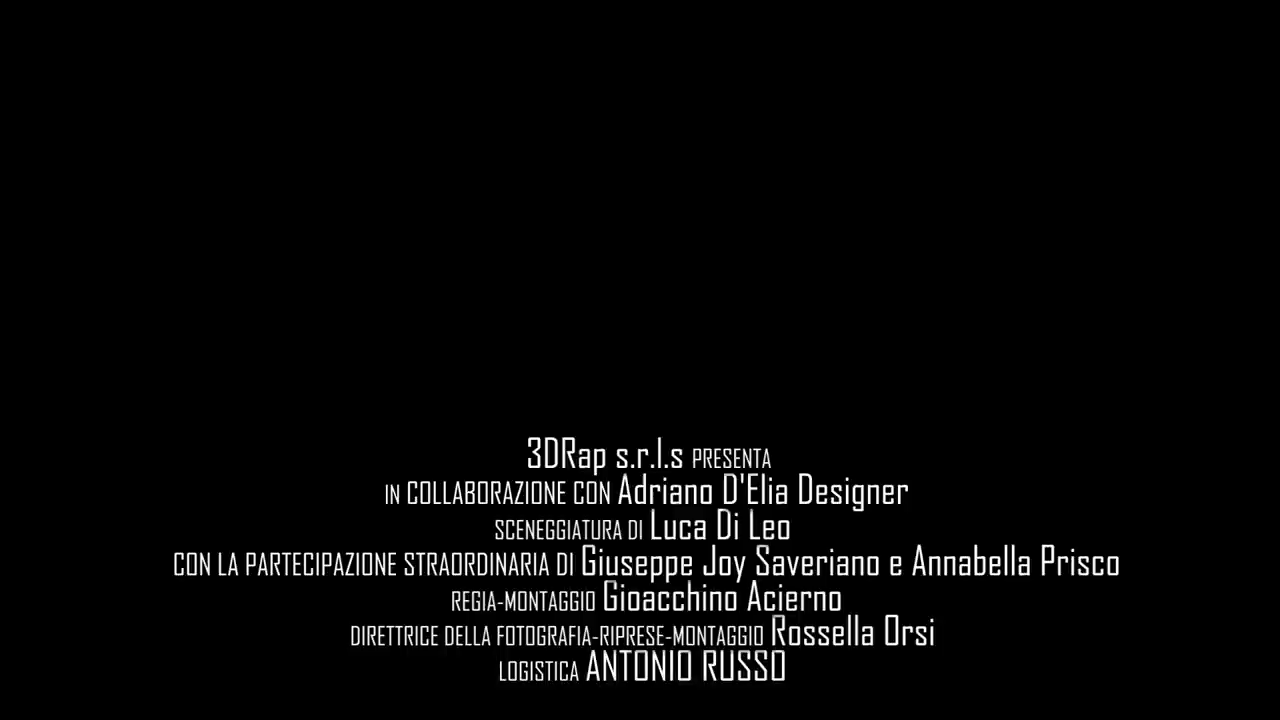 3DRap s.r.l.s PRESENTA
IN COLLABORAZIONE CON Adriano D'Elia Designer
SCENEGGIATURA DI Luca Di Leo
CON LA PARTECIPAZIONE STRAORDINARIA DI Giuseppe Joy Saveriano e Annabella Prisco
REGIA-MONTAGGIO Gioacchino Acierno
DIRETTRICE DELLA FOTOGRAFIA-RIPRESE-MONTAGGIO Rossella Orsi
LOGISTICA ANTONIO RUSSO